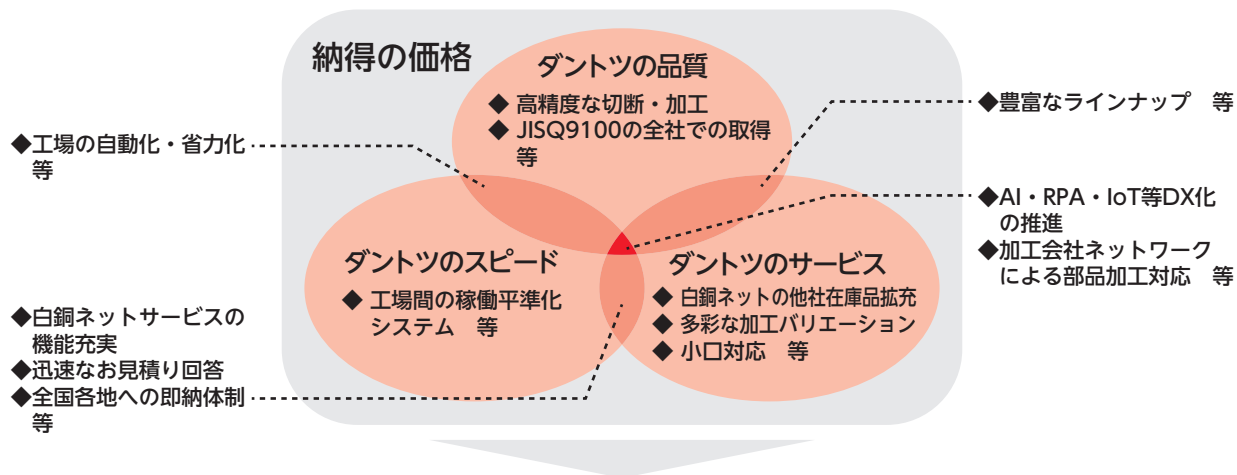 納得の価格
ダントツの品質
◆ 高精度な切断・加工
◆ JISQ9100の全社での取得
等
◆工場の自動化・省力化
等
◆豊富なラインナップ　等
◆AI・RPA・IoT等DX化
の推進
◆加工会社ネットワーク
による部品加工対応　等
ダントツのスピード
◆ 工場間の稼働平準化
システム　等
ダントツのサービス
◆ 白銅ネットの他社在庫品拡充
◆ 多彩な加工バリエーション
◆ 小口対応　等
◆白銅ネットサービスの
機能充実
◆迅速なお見積り回答
◆全国各地への即納体制
等